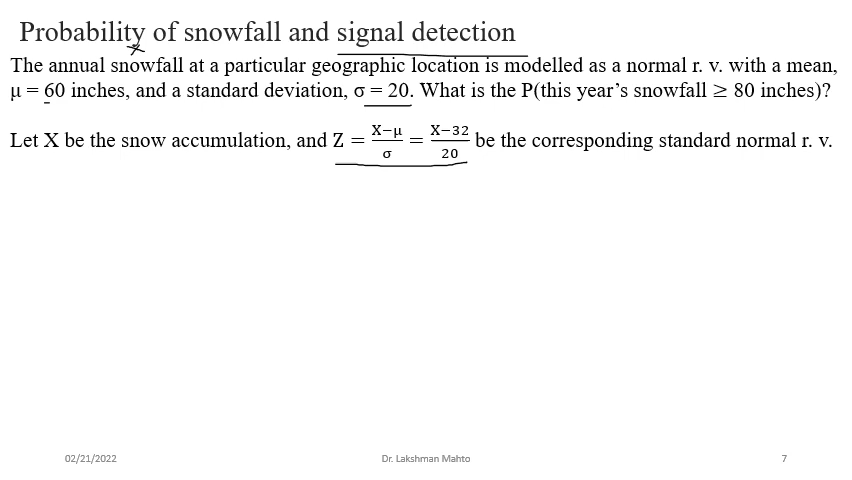 Probability of snowfall and signal detection
The annual snowfall at a particular geographic location is modelled as a normal r. v. with a mean,
μ = 60 inches, and a standard deviation, σ = 20. What is the P(this year’s snowfall ≥ 80 inches)?
Let X be the snow accumulation, and Z = X−μ/σ = X−32/20 be the corresponding standard normal r. v.
02/21/2022 Dr. Lakshman Mahto 7